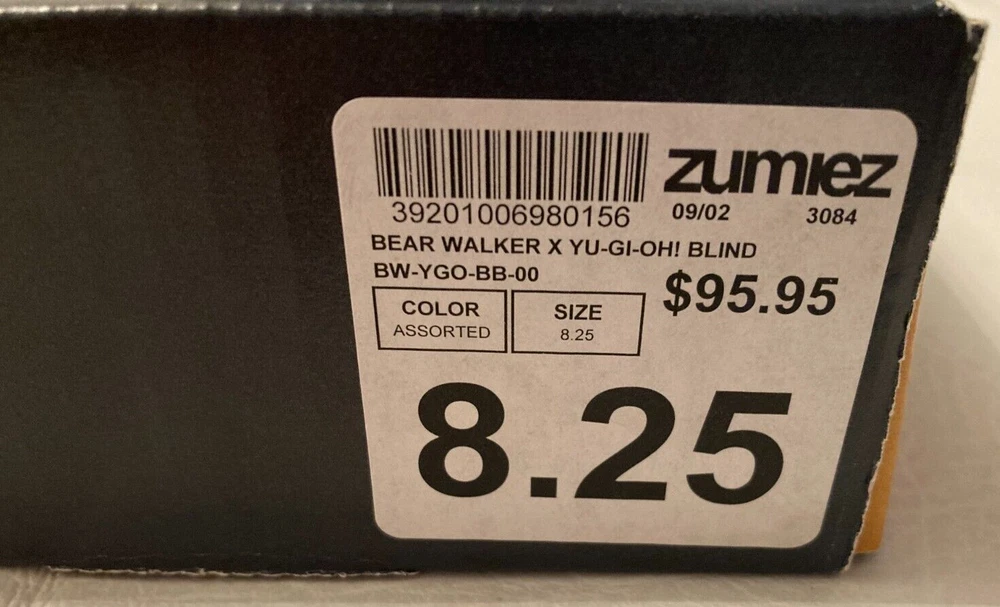 zumiez
39201006980156
09/02 3084
BEAR WALKER X YU-GI-OH! BLIND
BW-YGO-BB-00
$95.95
COLOR
ASSORTED
SIZE
8.25
8.25